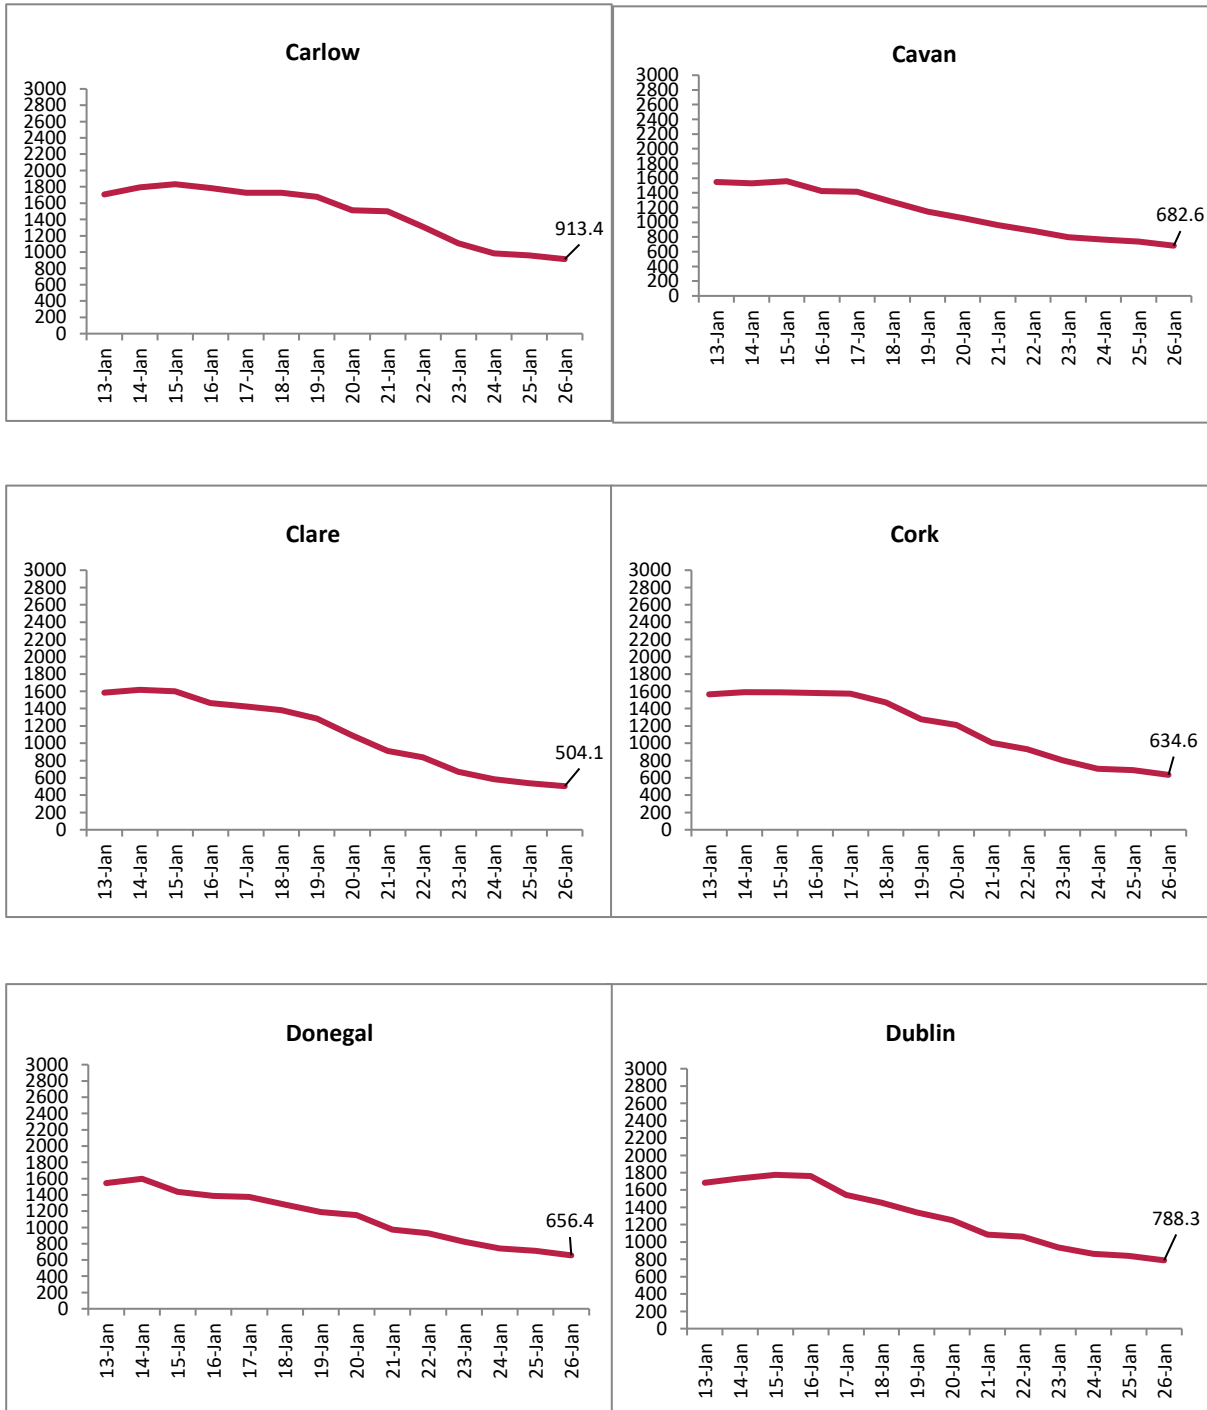 Carlow
3000
2800
2600
2400
2200
2000
1800
1600
1400
1200
1000
800
600
400
200
0
913.4
13-Jan
14-Jan
15-Jan
16-Jan
17-Jan
18-Jan
19-Jan
20-Jan
21-Jan
22-Jan
23-Jan
24-Jan
25-Jan
26-Jan
Cavan
3000
2800
2600
2400
2200
2000
1800
1600
1400
1200
1000
800
600
400
200
0
682.6
13-Jan
14-Jan
15-Jan
16-Jan
17-Jan
18-Jan
19-Jan
20-Jan
21-Jan
22-Jan
23-Jan
24-Jan
25-Jan
26-Jan
Clare
3000
2800
2600
2400
2200
2000
1800
1600
1400
1200
1000
800
600
400
200
0
504.1
13-Jan
14-Jan
15-Jan
16-Jan
17-Jan
18-Jan
19-Jan
20-Jan
21-Jan
22-Jan
23-Jan
24-Jan
25-Jan
26-Jan
Cork
3000
2800
2600
2400
2200
2000
1800
1600
1400
1200
1000
800
600
400
200
0
634.6
13-Jan
14-Jan
15-Jan
16-Jan
17-Jan
18-Jan
19-Jan
20-Jan
21-Jan
22-Jan
23-Jan
24-Jan
25-Jan
26-Jan
Donegal
3000
2800
2600
2400
2200
2000
1800
1600
1400
1200
1000
800
600
400
200
0
656.4
13-Jan
14-Jan
15-Jan
16-Jan
17-Jan
18-Jan
19-Jan
20-Jan
21-Jan
22-Jan
23-Jan
24-Jan
25-Jan
26-Jan
Dublin
3000
2800
2600
2400
2200
2000
1800
1600
1400
1200
1000
800
600
400
200
0
788.3
13-Jan
14-Jan
15-Jan
16-Jan
17-Jan
18-Jan
19-Jan
20-Jan
21-Jan
22-Jan
23-Jan
24-Jan
25-Jan
26-Jan